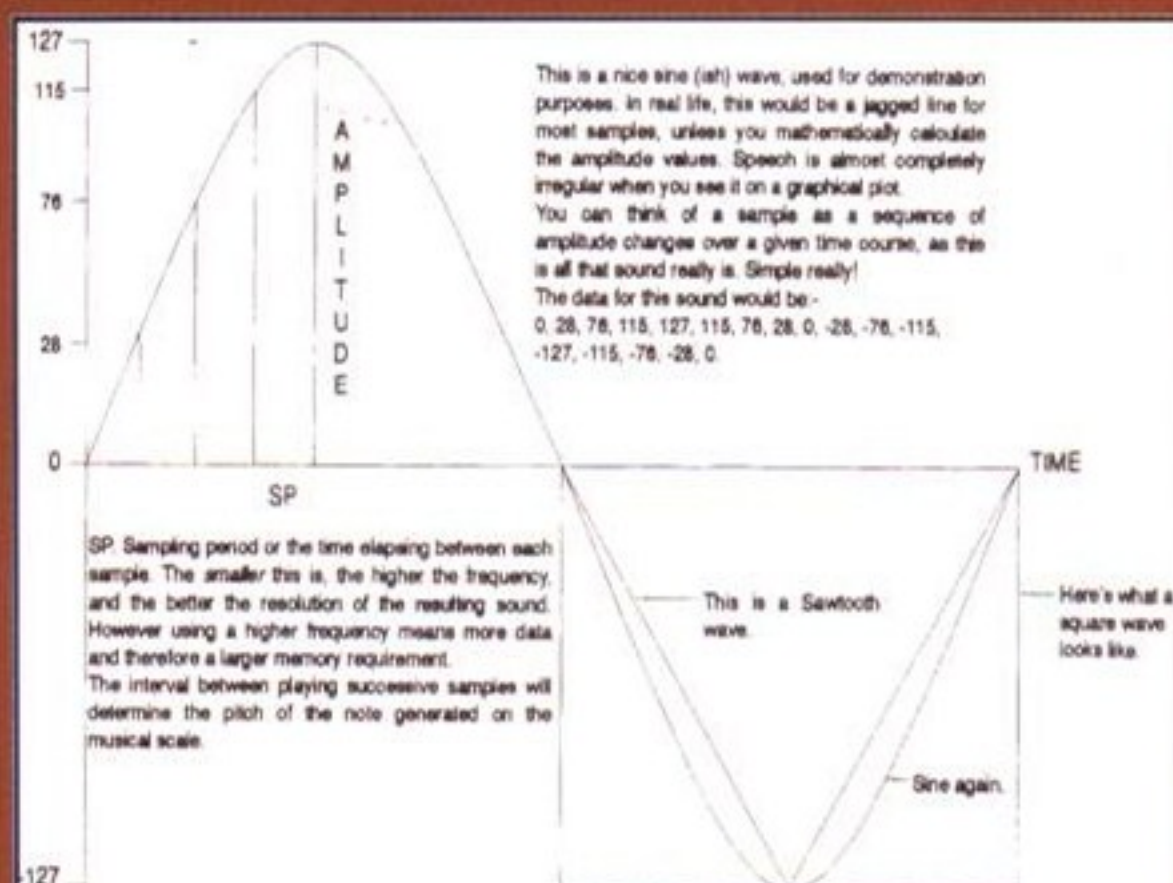 127
115
76
28
0
-127
AMPLITUDE
This is a nice sine (ish) wave, used for demonstration
purposes. In real life, this would be a jagged line for
most samples, unless you mathematically calculate
the amplitude values. Speech is almost completely
irregular when you see it on a graphical plot.
You can think of a sample as a sequence of
amplitude changes over a given time course, as this
is all that sound really is. Simple really!
The data for this sound would be:-
0, 28, 76, 115, 127, 115, 76, 28, 0, -28, -76, -115,
-127, -115, -76, -28, 0.
TIME
SP
SP. Sampling period or the time elapsing between each
sample. The smaller this is, the higher the frequency,
and the better the resolution of the resulting sound.
However using a higher frequency means more data
and therefore a larger memory requirement.
The interval between playing successive samples will
determine the pitch of the note generated on the
musical scale.
This is a Sawtooth
wave.
Here's what a
square wave
looks like.
Sine again.